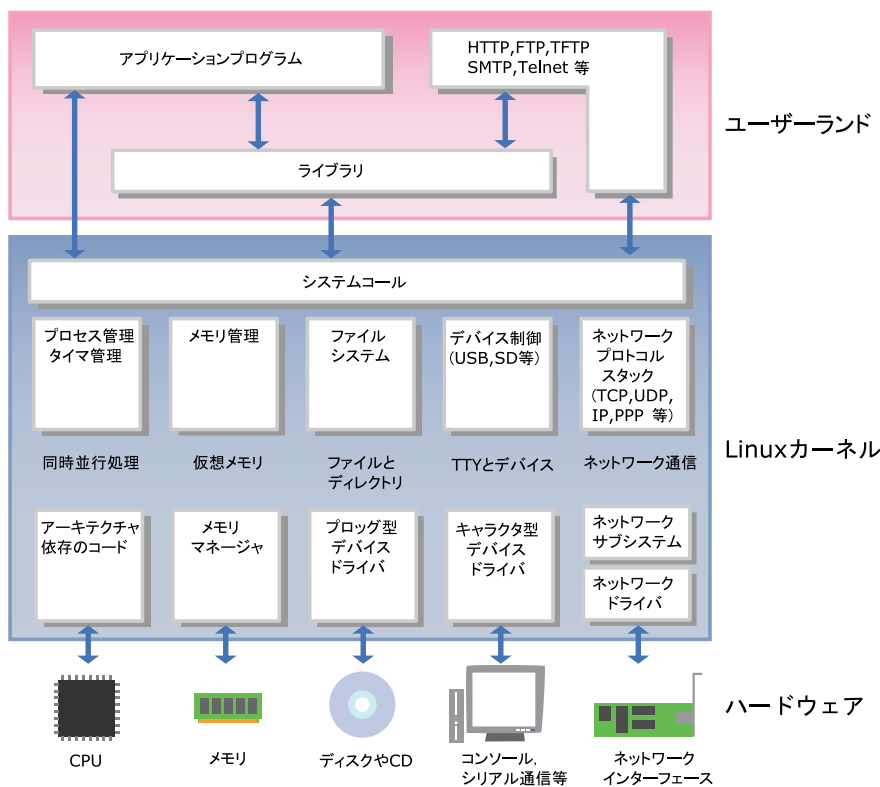 アプリケーションプログラム
HTTP,FTP,TFTP
SMTP,Telnet 等
ユーザーランド
ライブラリ
システムコール
プロセス管理
タイマ管理
メモリ管理
ファイル
システム
デバイス制御
(USB,SD等)
ネットワーク
プロトコル
スタック
(TCP,UDP,
IP,PPP 等)
同時並行処理
仮想メモリ
ファイルと
ディレクトリ
TTYとデバイス
ネットワーク通信
Linuxカーネル
アーキテクチャ
依存のコード
メモリ
マネージャ
ブロッグ型
デバイス
ドライバ
キャラクタ型
デバイス
ドライバ
ネットワーク
サブシステム
ネットワーク
ドライバ
ハードウェア
CPU
メモリ
ディスクやCD
コンソール,
シリアル通信等
ネットワーク
インターフェース